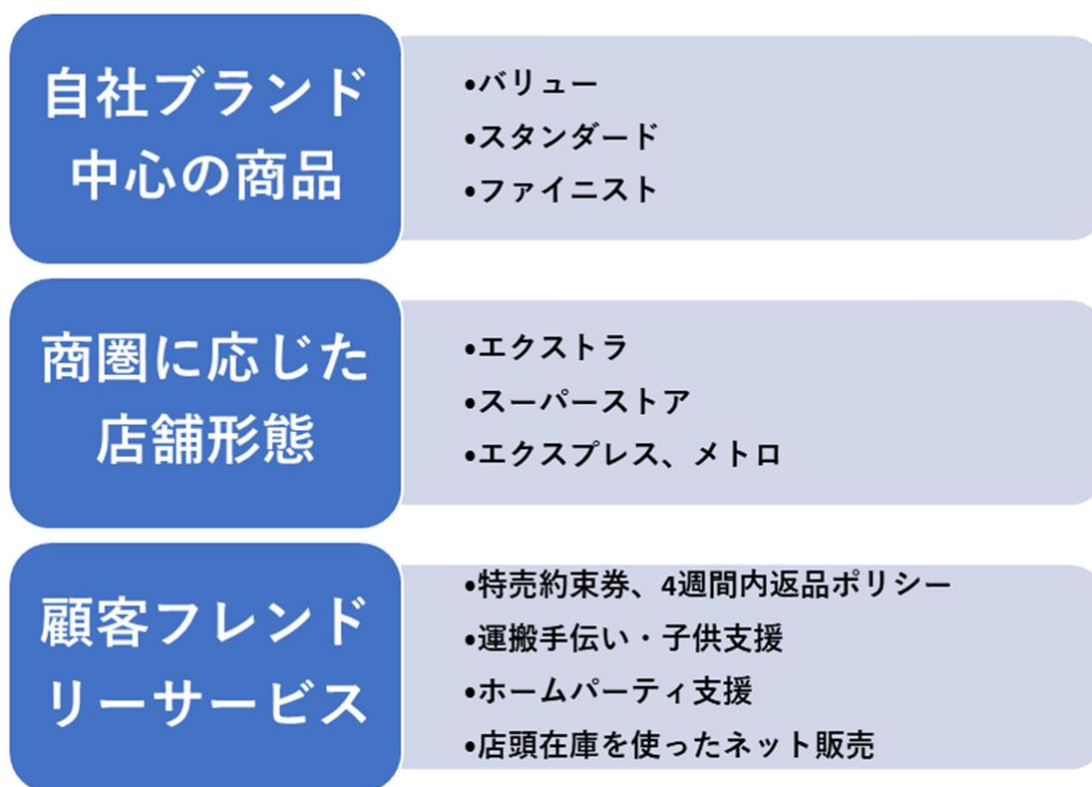 自社ブランド
中心の商品
•バリュー
•スタンダード
•ファイニスト
商圏に応じた
店舗形態
•エクストラ
•スーパーストア
•エクスプレス、メトロ
顧客フレンド
リーサービス
•特売約束券、4週間内返品ポリシー
•運搬手伝い・子供支援
•ホームパーティ支援
•店頭在庫を使ったネット販売